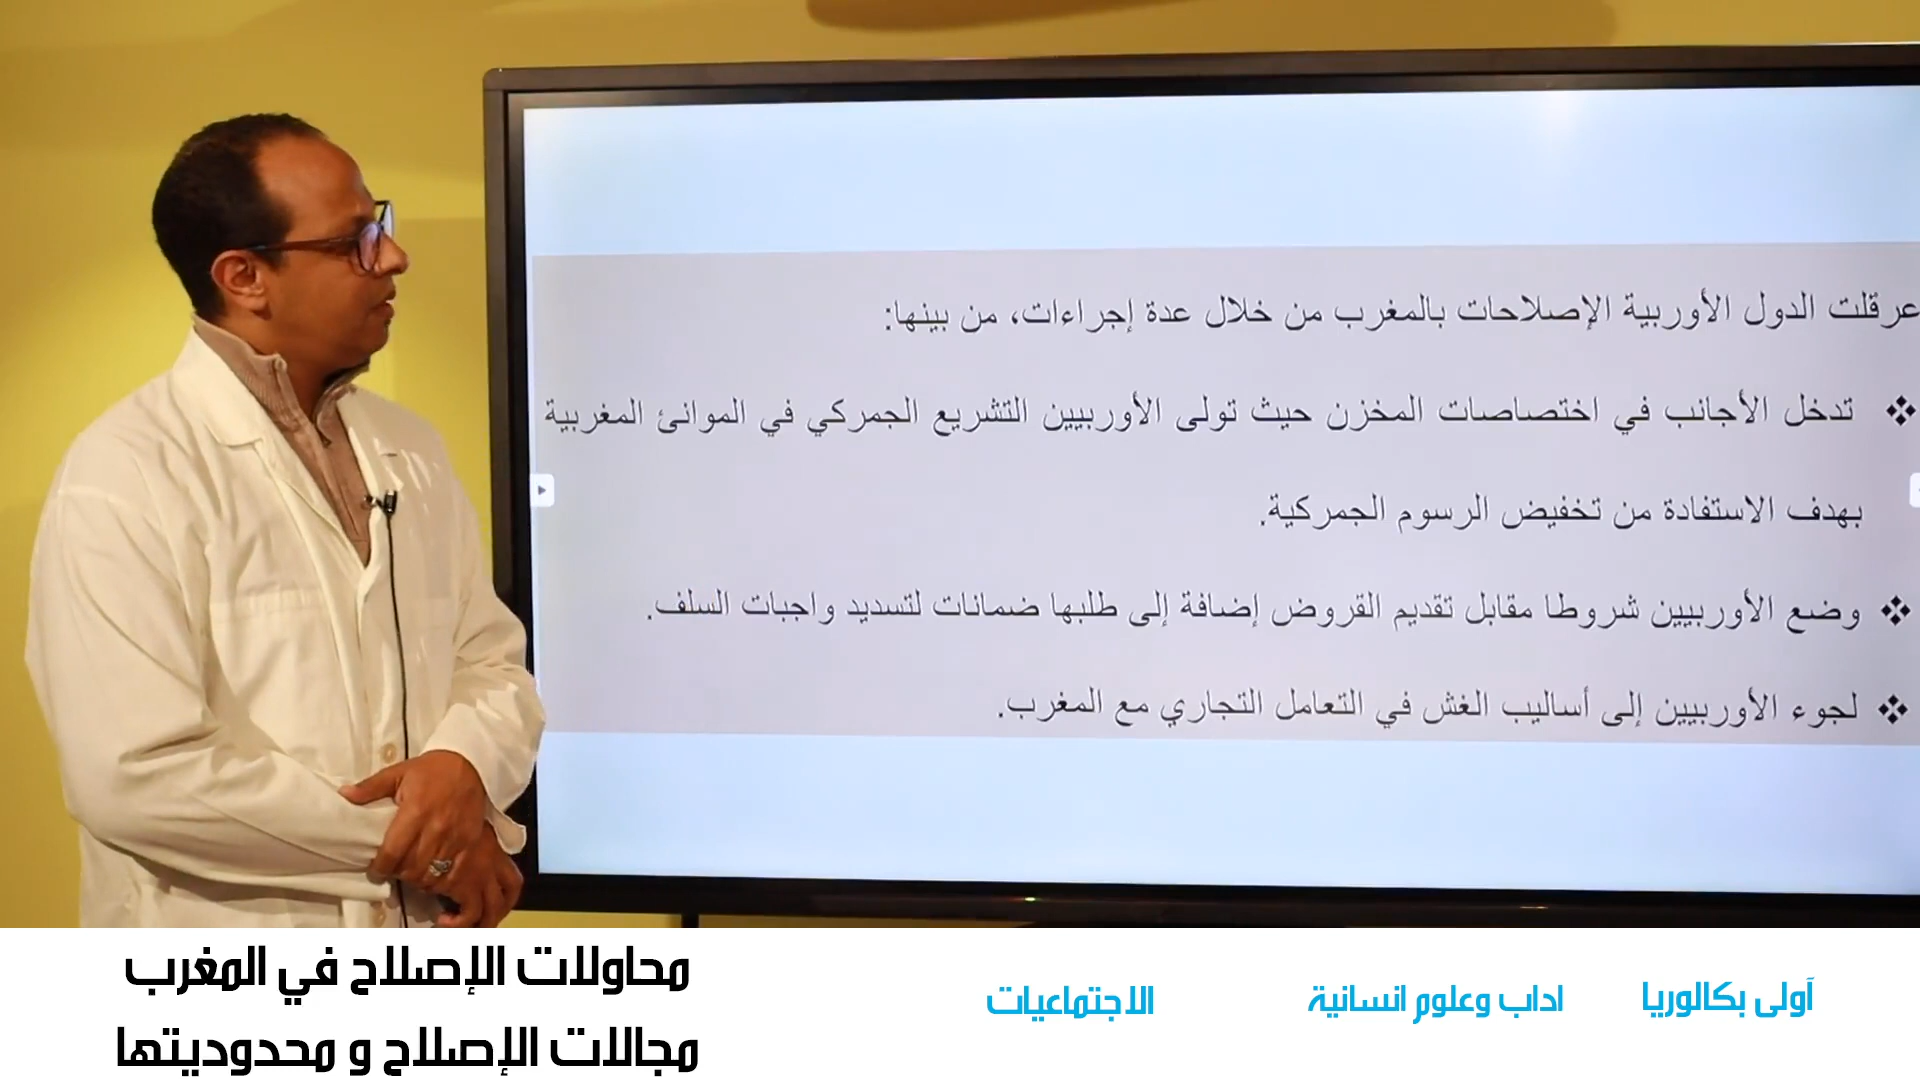 عرقلت الدول الأوربية الإصلاحات بالمغرب من خلال عدة إجراءات، من بينها:
❖ تدخل الأجانب في اختصاصات المخزن حيث تولى الأوربيين التشريع الجمركي في الموانئ المغربية
بهدف الاستفادة من تخفيض الرسوم الجمركية.
❖ وضع الأوربيين شروطا مقابل تقديم القروض إضافة إلى طلبها ضمانات لتسديد واجبات السلف.
❖ لجوء الأوربيين إلى أساليب الغش في التعامل التجاري مع المغرب.
أولى بكالوريا
اداب وعلوم انسانية
الاجتماعيات
محاولات الإصلاح في المغرب
مجالات الإصلاح و محدوديتها